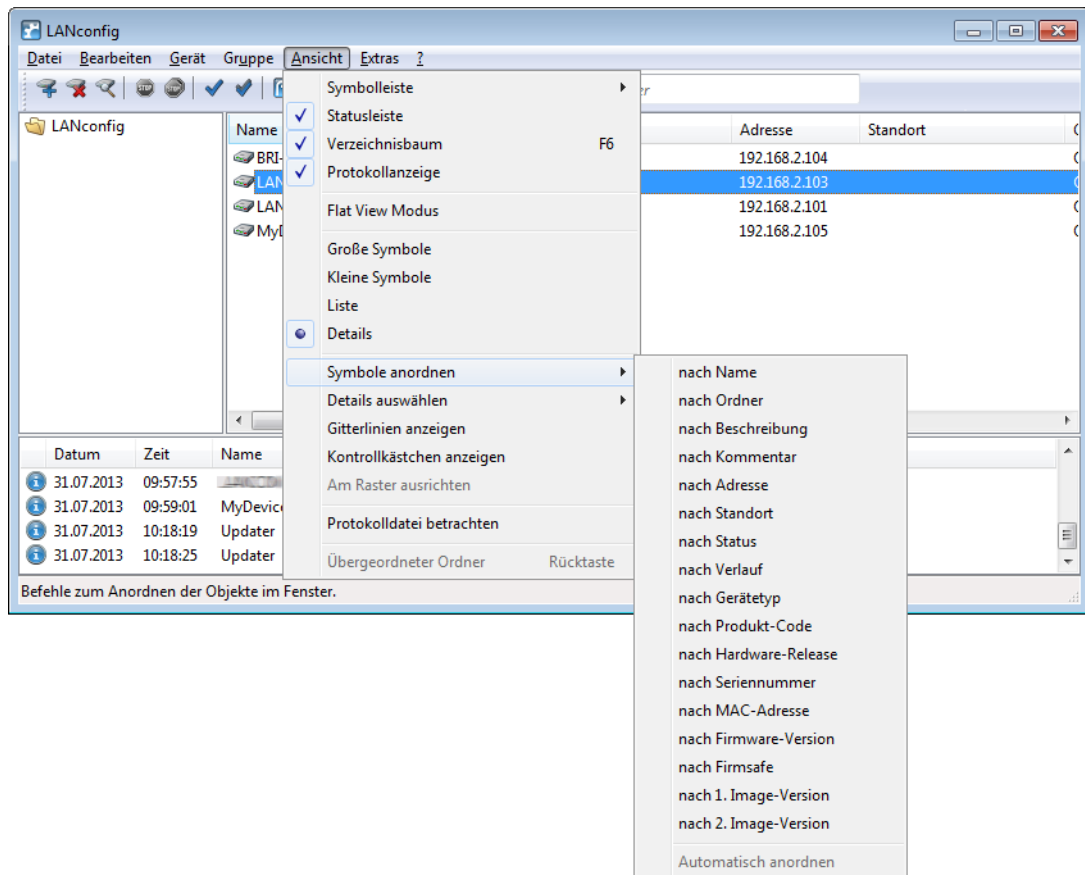 LANconfig
Datei Bearbeiten Gerät Gruppe Ansicht Extras ?
LANconfig
Name Adresse Standort
BRI- 192.168.2.104
LAN 192.168.2.103
LAN 192.168.2.101
192.168.2.105
Symbolleiste
Statusleiste
Verzeichnisbaum F6
Protokollanzeige
Flat View Modus
Große Symbole
Kleine Symbole
Liste
Details
Symbole anordnen
Details auswählen
Gitterlinien anzeigen
Kontrollkästchen anzeigen
Am Raster ausrichten
Protokolldatei betrachten
Übergeordneter Ordner Rücktaste
nach Name
nach Ordner
nach Beschreibung
nach Kommentar
nach Adresse
nach Standort
nach Status
nach Verlauf
nach Gerätetyp
nach Produkt-Code
nach Hardware-Release
nach Seriennummer
nach MAC-Adresse
nach Firmware-Version
nach Firmsafe
nach 1. Image-Version
nach 2. Image-Version
Automatisch anordnen
Datum Zeit Name
31.07.2013 09:57:55
31.07.2013 09:59:01 MyDevic
31.07.2013 10:18:19 Updater
31.07.2013 10:18:25 Updater
Befehle zum Anordnen der Objekte im Fenster.